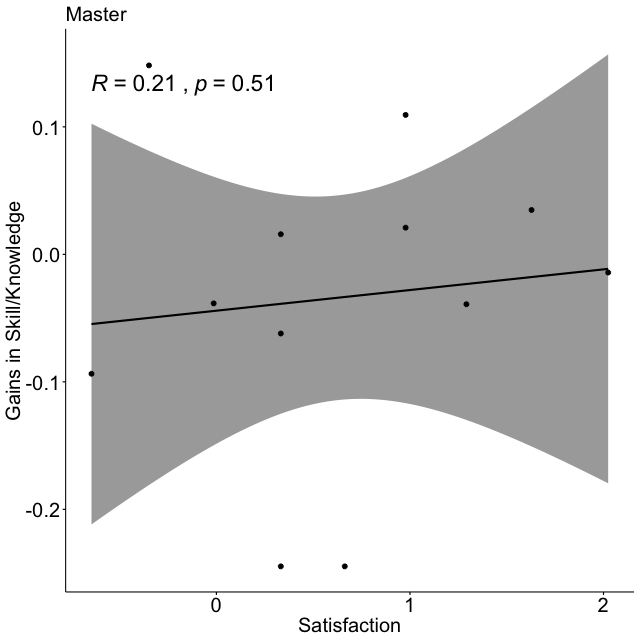 Master
R = 0.21 , p = 0.51
0.1
0.0
-0.1
-0.2
Gains in Skill/Knowledge
0 1 2
Satisfaction